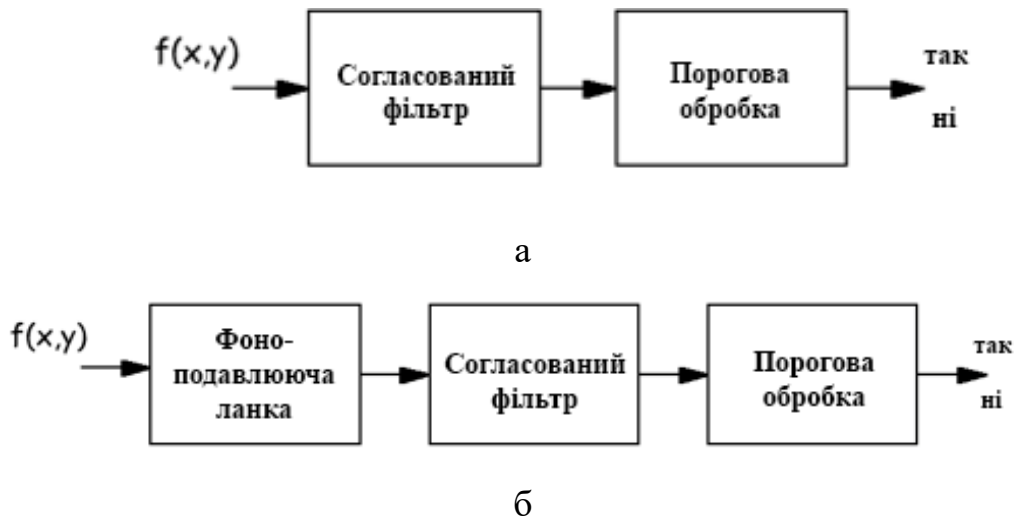 f(x,y)
Согласований
фільтр
Порогова
обробка
так
ні
а
f(x,y)
Фоно-
подавлююча
ланка
Согласований
фільтр
Порогова
обробка
так
ні
б